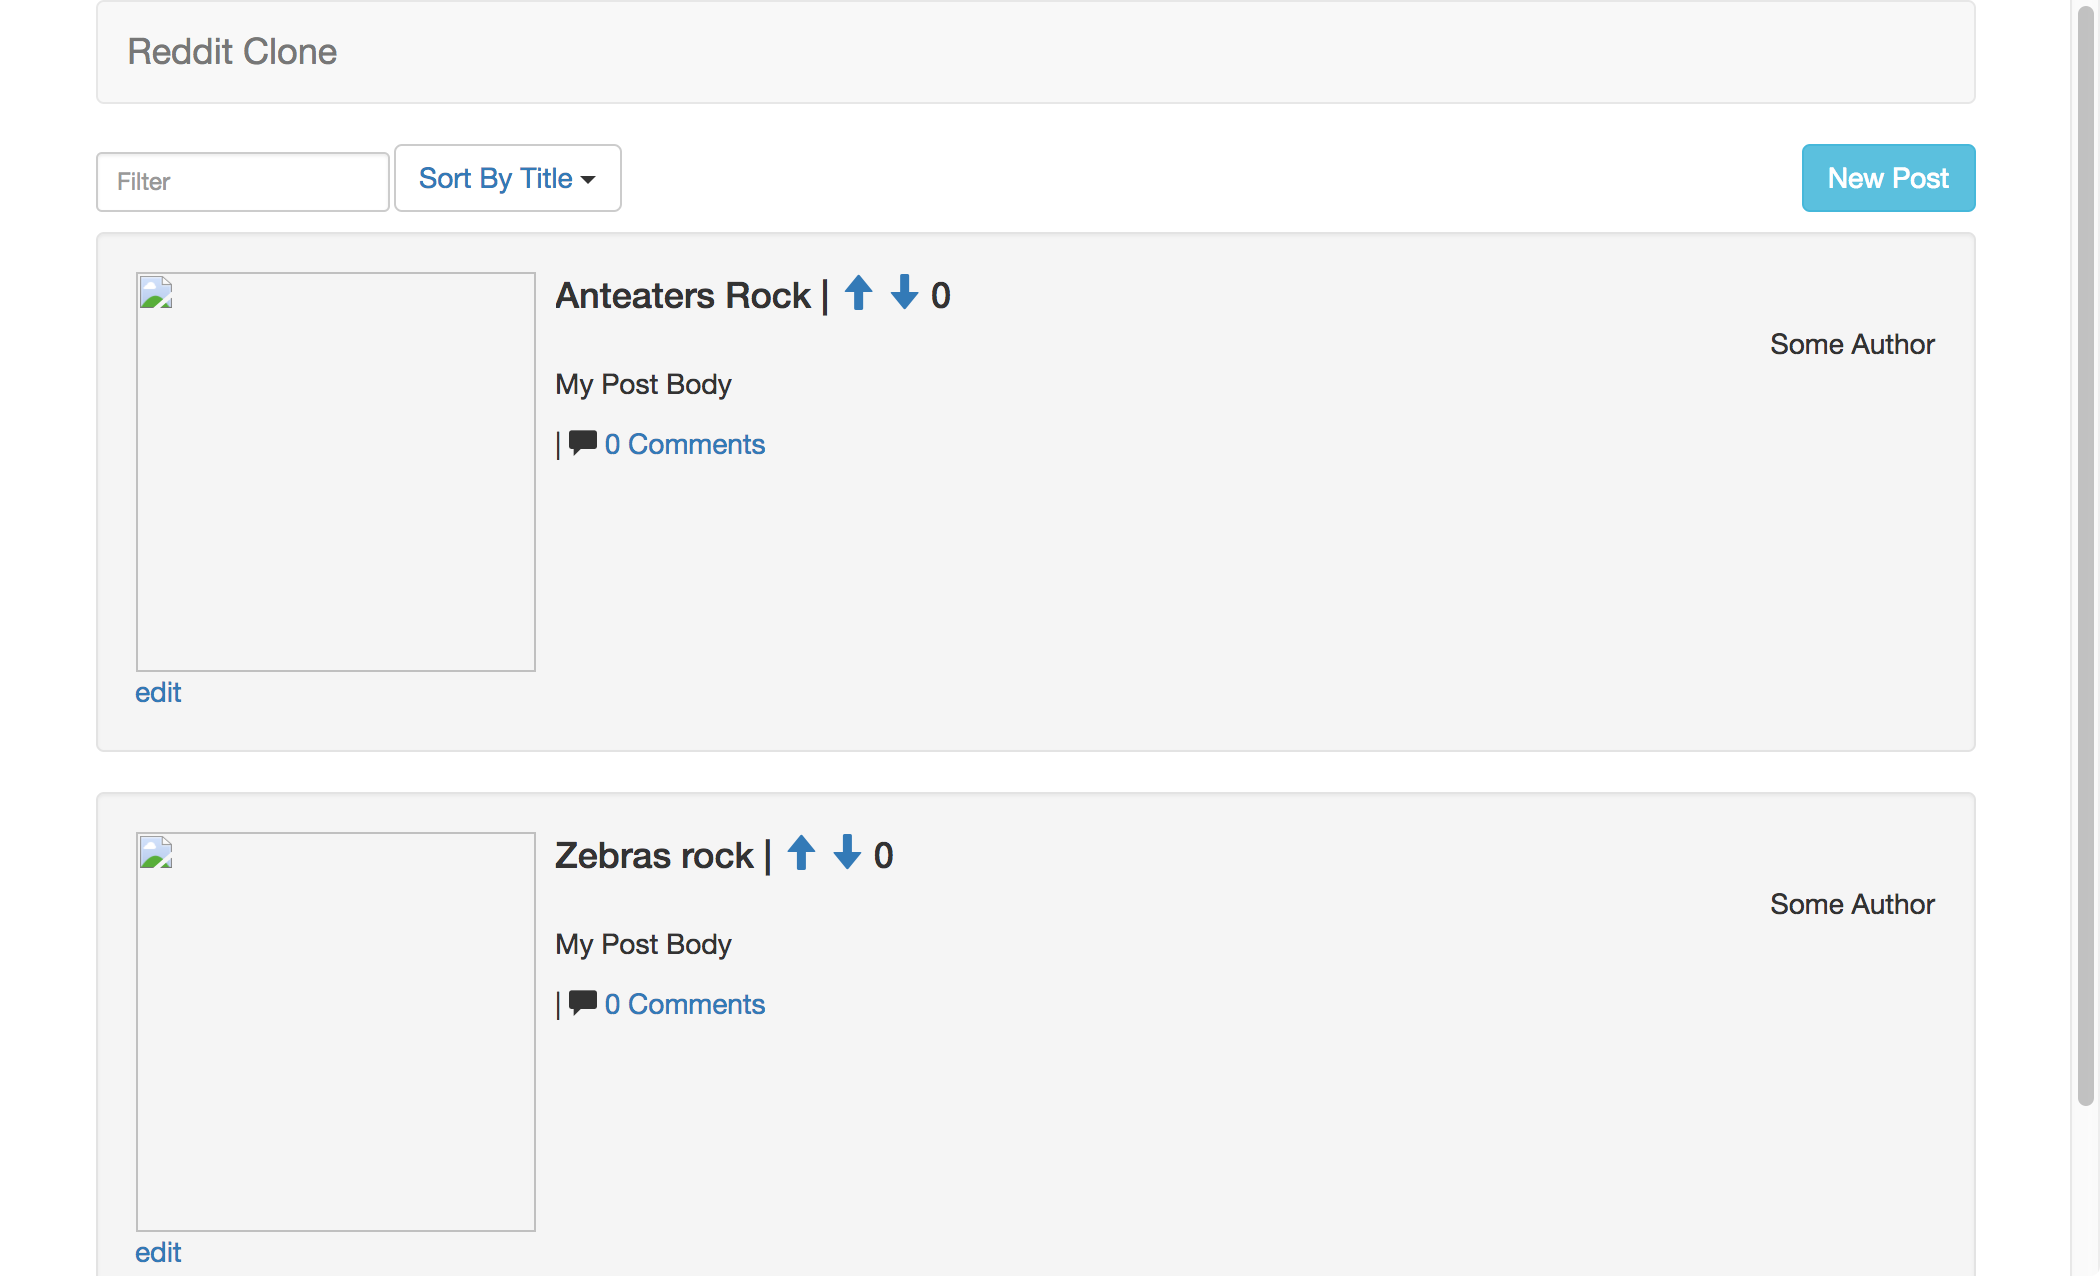 Reddit Clone
Filter
Sort By Title
New Post
Anteaters Rock | 0
Some Author
My Post Body
| 0 Comments
edit
Zebras rock | 0
Some Author
My Post Body
| 0 Comments
edit